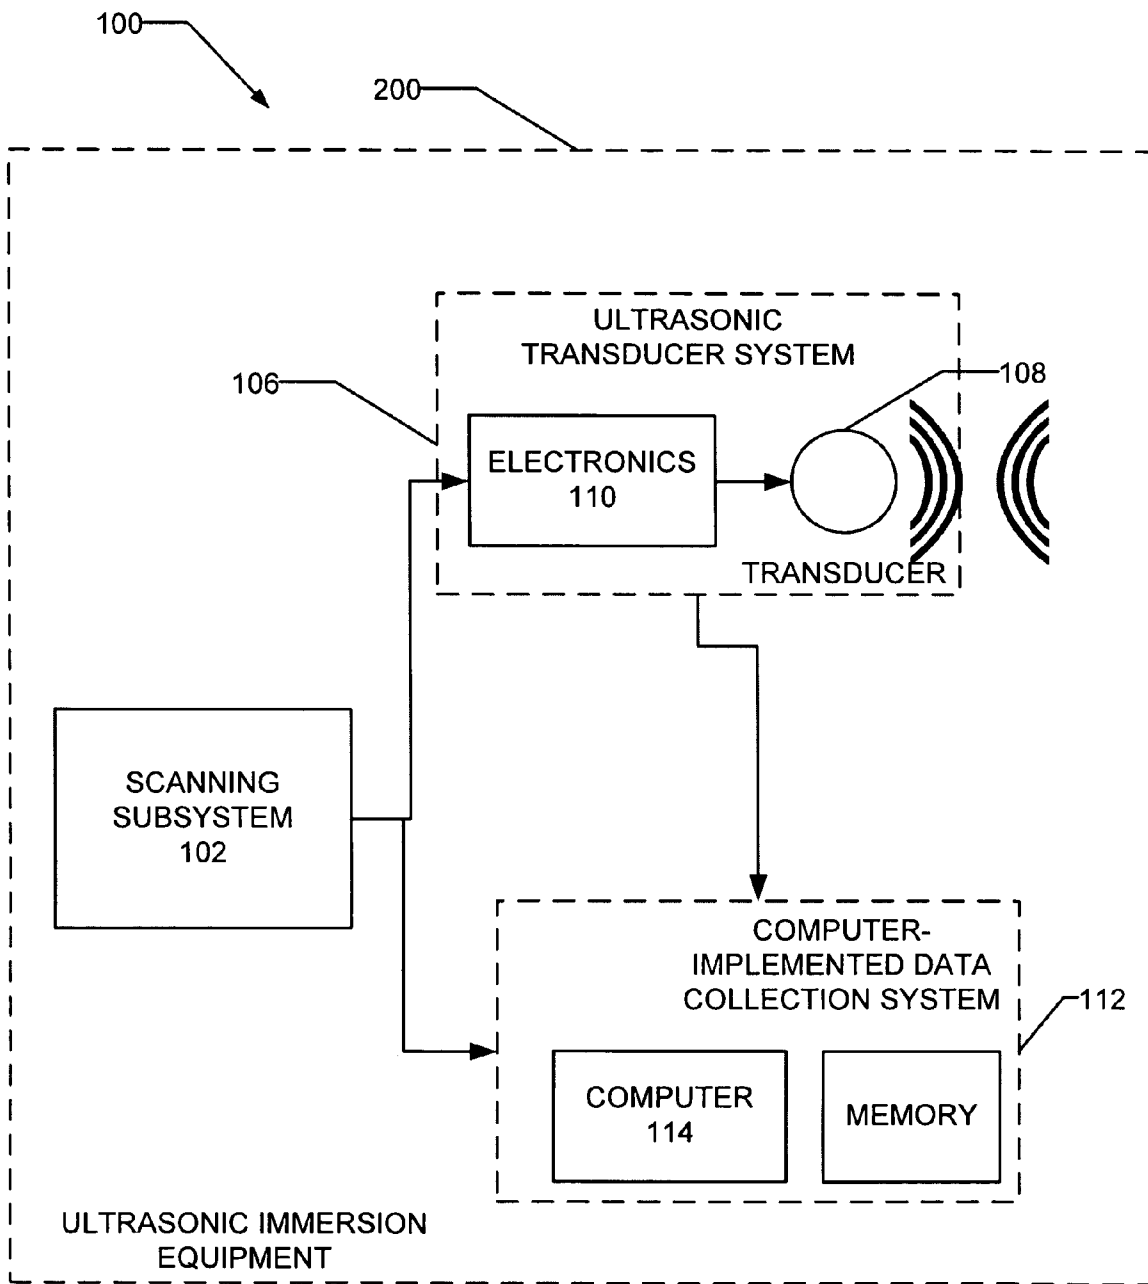 100
200
ULTRASONIC
TRANSDUCER SYSTEM
106
108
ELECTRONICS
110
TRANSDUCER
SCANNING
SUBSYSTEM
102
COMPUTER-
IMPLEMENTED DATA
COLLECTION SYSTEM
112
COMPUTER
114
MEMORY
ULTRASONIC IMMERSION
EQUIPMENT